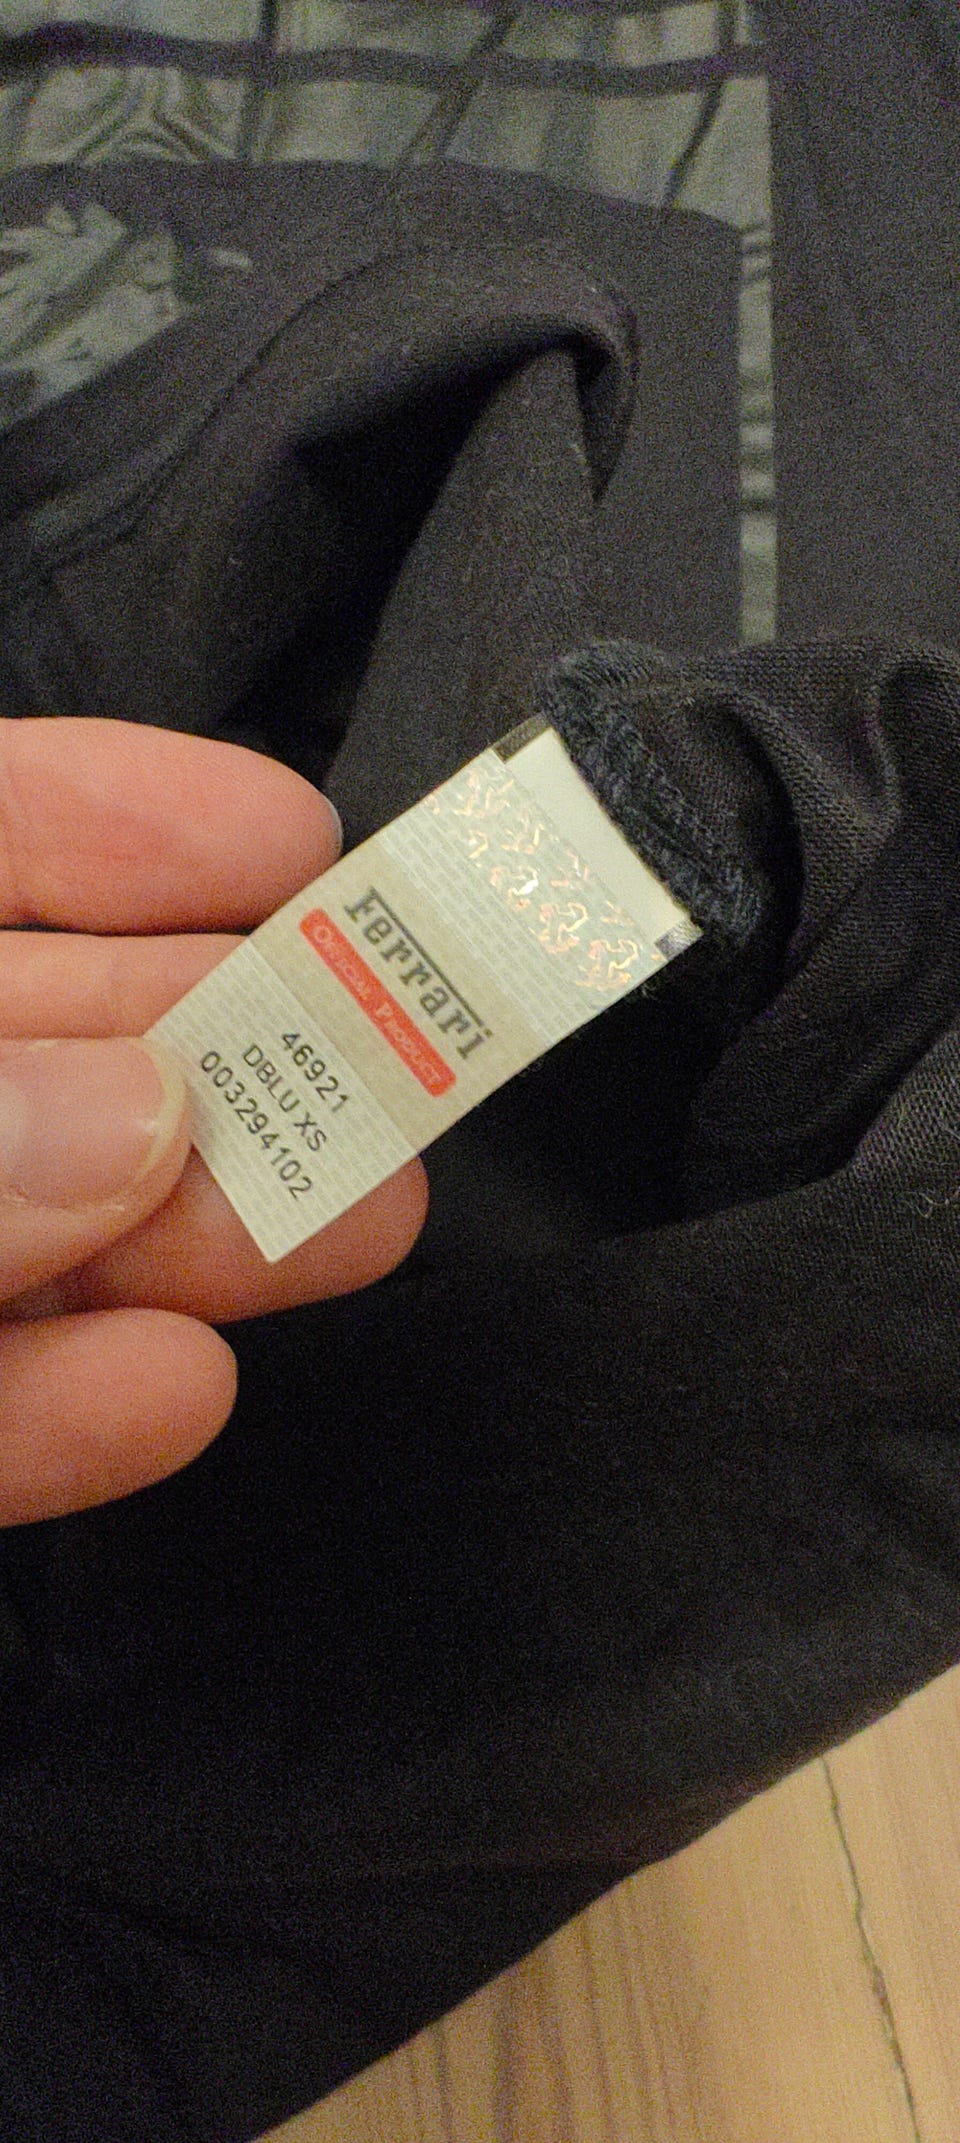 Ferrari
OFFICIAL PRODUCT
46921
DBLU XS
003294102